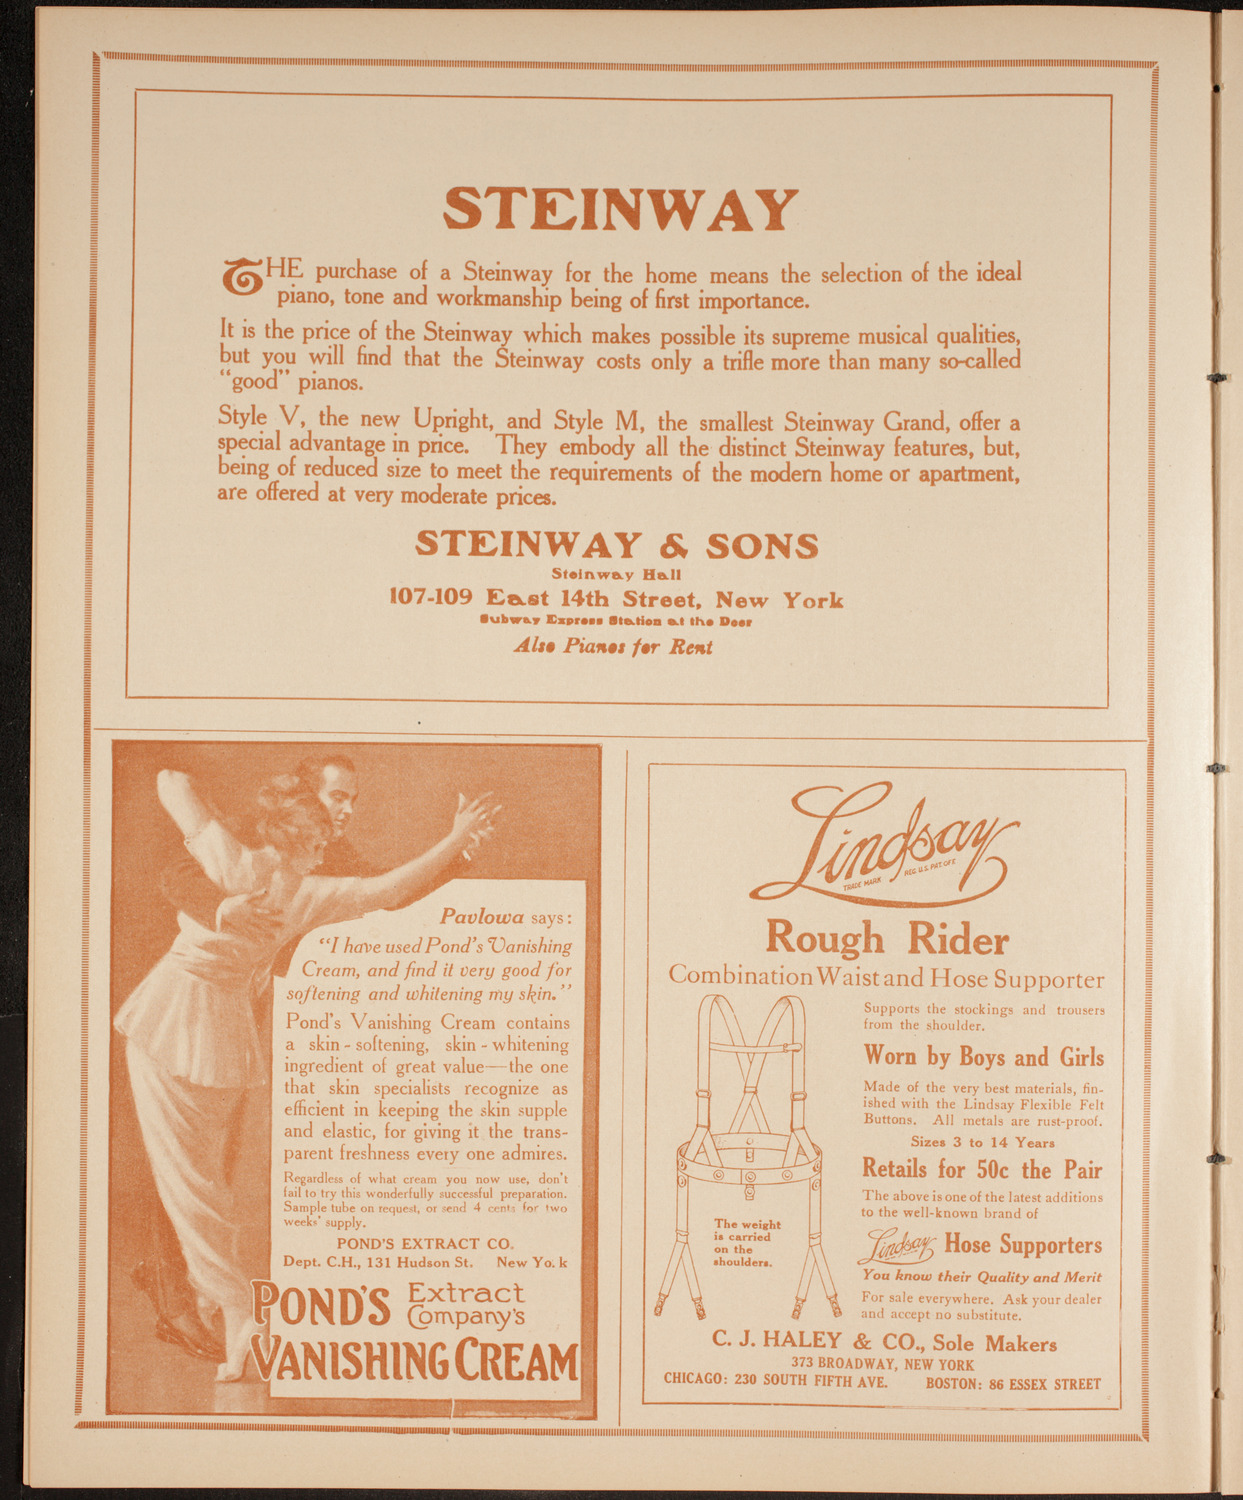 STEINWAY
THE purchase of a Steinway for the home means the selection of the ideal
piano, tone and workmanship being of first importance.
It is the price of the Steinway which makes possible its supreme musical qualities,
but you will find that the Steinway costs only a trifle more than many so-called
"good" pianos.
Style V, the new Upright, and Style M, the smallest Steinway Grand, offer a
special advantage in price. They embody all the distinct Steinway features, but,
being of reduced size to meet the requirements of the modern home or apartment,
are offered at very moderate prices.
STEINWAY & SONS
Steinway Hall
107-109 East 14th Street, New York
Subway Express Station at the Door
Also Pianos for Rent
Pavlowa says:
"I have used Pond's Vanishing
Cream, and find it very good for
softening and whitening my skin."
Pond's Vanishing Cream contains
a skin-softening, skin-whitening
ingredient of great value—the one
that skin specialists recognize as
efficient in keeping the skin supple
and elastic, for giving it the trans-
parent freshness every one admires.
Regardless of what cream you now use, don't
fail to try this wonderfully successful preparation.
Sample tube on request, or send 4 cents for two
weeks' supply.
POND'S EXTRACT CO.
Dept. C.H., 131 Hudson St. New York
POND'S Extract
Company's
VANISHING CREAM
Lindsay
TRADE MARK REG. U.S. PAT. OFF.
Rough Rider
Combination Waist and Hose Supporter
Supports the stockings and trousers
from the shoulder.
Worn by Boys and Girls
Made of the very best materials, fin-
ished with the Lindsay Flexible Felt
Buttons. All metals are rust-proof.
Sizes 3 to 14 Years
Retails for 50c the Pair
The above is one of the latest additions
to the well-known brand of
Lindsay Hose Supporters
You know their Quality and Merit
For sale everywhere. Ask your dealer
and accept no substitute.
The weight
is carried
on the
shoulders.
C. J. HALEY & CO., Sole Makers
373 BROADWAY, NEW YORK
CHICAGO: 230 SOUTH FIFTH AVE. BOSTON: 86 ESSEX STREET